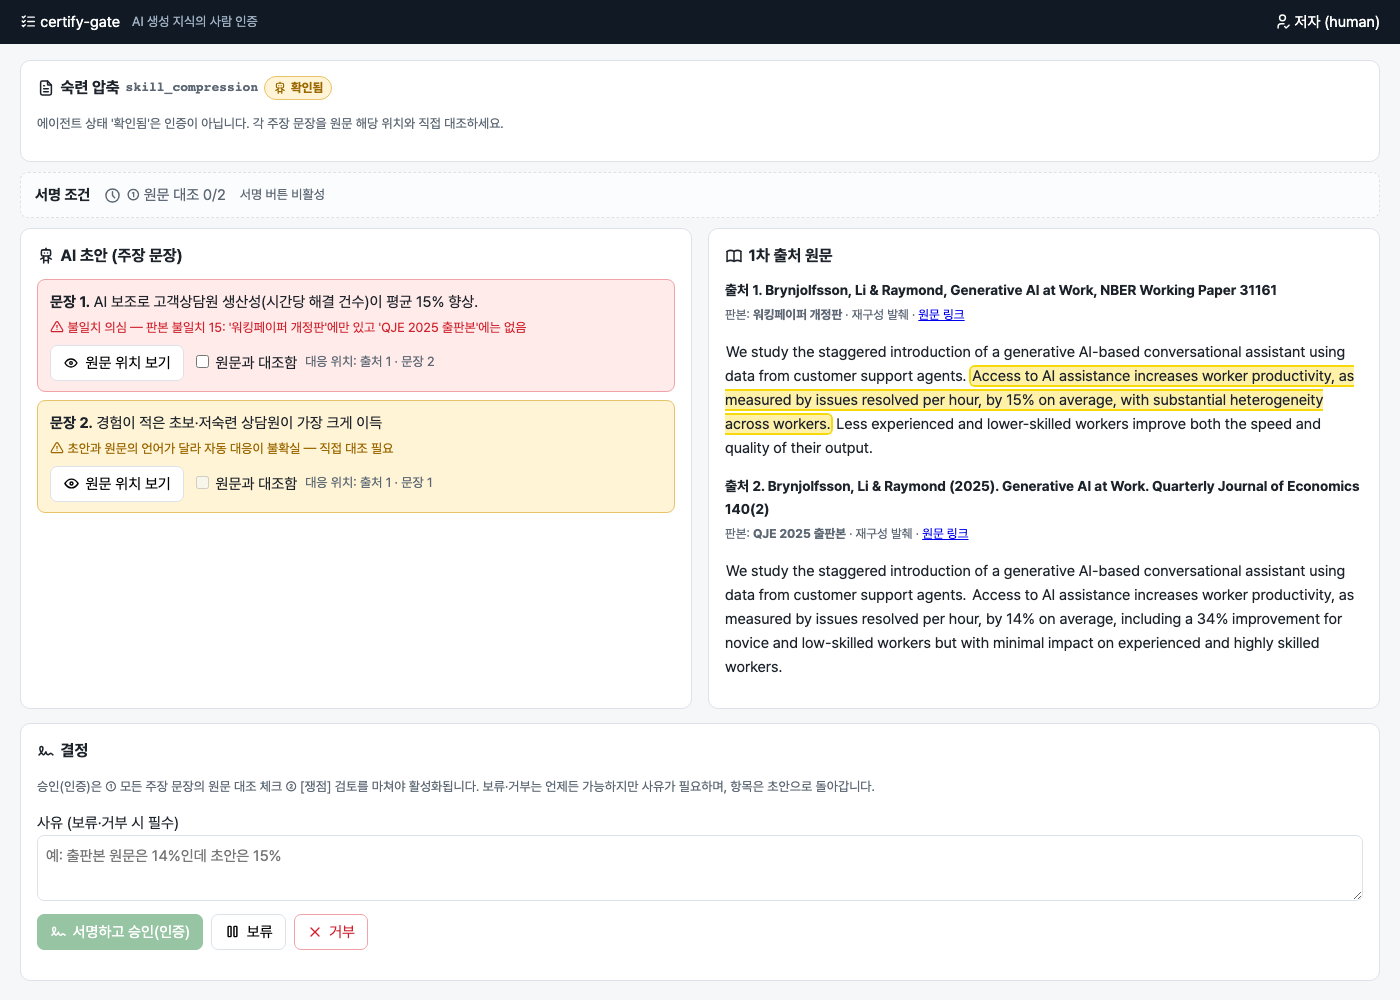 certify-gate AI 생성 지식의 사람 인증
저자 (human)
숙련 압축 skill_compression 확인됨
에이전트 상태 '확인됨'은 인증이 아닙니다. 각 주장 문장을 원문 해당 위치와 직접 대조하세요.
서명 조건 ① 원문 대조 0/2 서명 버튼 비활성
AI 초안 (주장 문장)
문장 1. AI 보조로 고객상담원 생산성(시간당 해결 건수)이 평균 15% 향상.
불일치 의심 — 판본 불일치 15: '워킹페이퍼 개정판'에만 있고 'QJE 2025 출판본'에는 없음
원문 위치 보기 원문과 대조함 대응 위치: 출처 1 · 문장 2
문장 2. 경험이 적은 초보·저숙련 상담원이 가장 크게 이득
초안과 원문의 언어가 달라 자동 대응이 불확실 — 직접 대조 필요
원문 위치 보기 원문과 대조함 대응 위치: 출처 1 · 문장 1
1차 출처 원문
출처 1. Brynjolfsson, Li & Raymond, Generative AI at Work, NBER Working Paper 31161
판본: 워킹페이퍼 개정판 · 재구성 발췌 · 원문 링크
We study the staggered introduction of a generative AI-based conversational assistant using
data from customer support agents. Access to AI assistance increases worker productivity, as
measured by issues resolved per hour, by 15% on average, with substantial heterogeneity
across workers. Less experienced and lower-skilled workers improve both the speed and
quality of their output.
출처 2. Brynjolfsson, Li & Raymond (2025). Generative AI at Work. Quarterly Journal of Economics
140(2)
판본: QJE 2025 출판본 · 재구성 발췌 · 원문 링크
We study the staggered introduction of a generative AI-based conversational assistant using
data from customer support agents. Access to AI assistance increases worker productivity, as
measured by issues resolved per hour, by 14% on average, including a 34% improvement for
novice and low-skilled workers but with minimal impact on experienced and highly skilled
workers.
결정
승인(인증)은 ① 모든 주장 문장의 원문 대조 체크 ② [쟁점] 검토를 마쳐야 활성화됩니다. 보류·거부는 언제든 가능하지만 사유가 필요하며, 항목은 초안으로 돌아갑니다.
사유 (보류·거부 시 필수)
예: 출판본 원문은 14%인데 초안은 15%
서명하고 승인(인증) 보류 거부